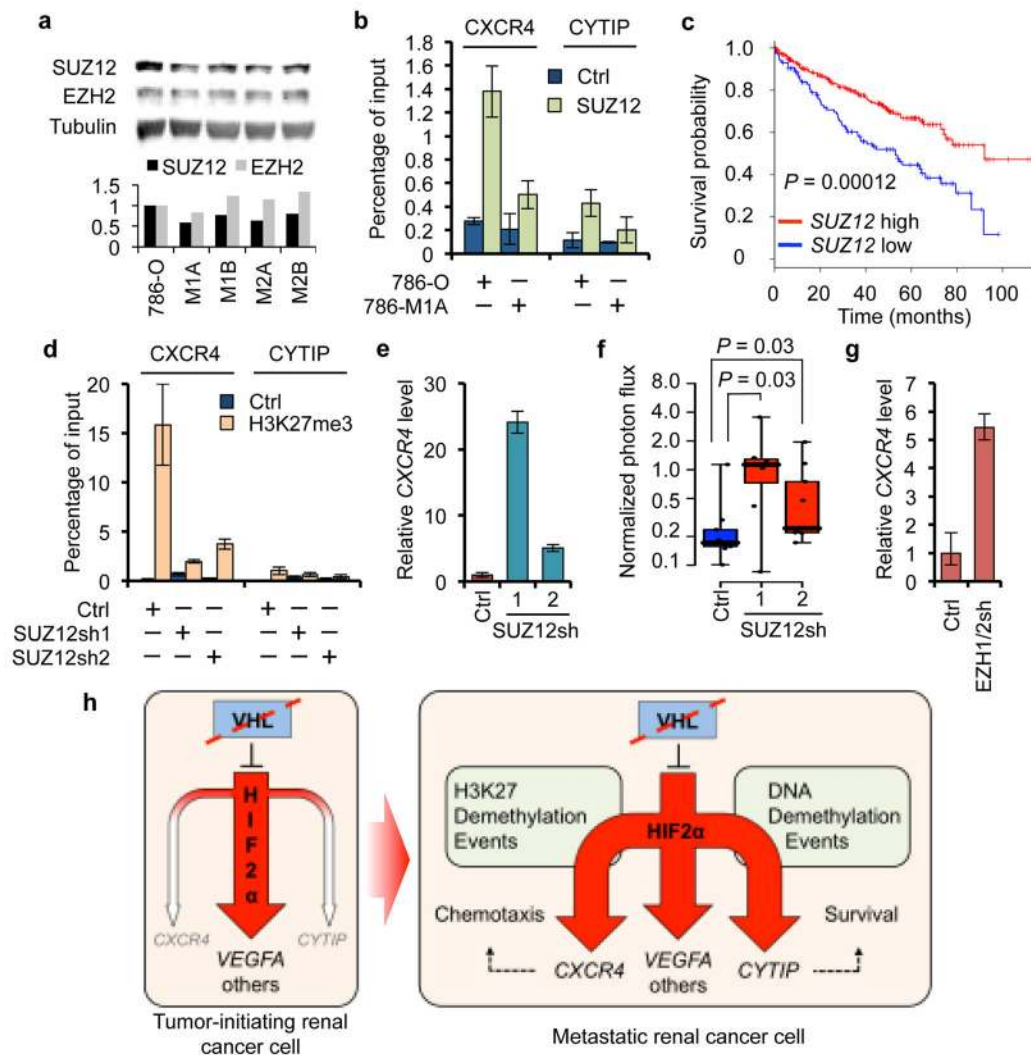 a
SUZ12
EZH2
Tubulin
SUZ12 EZH2
1.5
1
0.5
0
786-O M1A M1B M2A M2B
b
CXCR4 CYTIP
Percentage of input
1.8
1.6
1.4
1.2
1
0.8
0.6
0.4
0.2
0
Ctrl
SUZ12
786-O + – + –
786-M1A – + – +
c
Survival probability
1.0
0.8
0.6
0.4
0.2
0.0
P = 0.00012
SUZ12 high
SUZ12 low
0 20 40 60 80 100
Time (months)
d
CXCR4 CYTIP
Percentage of input
20
15
10
5
0
Ctrl
H3K27me3
Ctrl + – – + – –
SUZ12sh1 – + – – + –
SUZ12sh2 – – + – – +
e
Relative CXCR4 level
30
20
10
0
Ctrl 1 2
SUZ12sh
f
P = 0.03
P = 0.03
Normalized photon flux
8.0
4.0
2.0
1.0
0.5
0.2
0.1
Ctrl 1 2
SUZ12sh
g
Relative CXCR4 level
7
6
5
4
3
2
1
0
Ctrl EZH1/2sh
h
VHL
HIF2α
CXCR4 CYTIP
VEGFA
others
Tumor-initiating renal
cancer cell
VHL
H3K27
Demethylation
Events
HIF2α
DNA
Demethylation
Events
Chemotaxis Survival
CXCR4 VEGFA CYTIP
others
Metastatic renal cancer cell